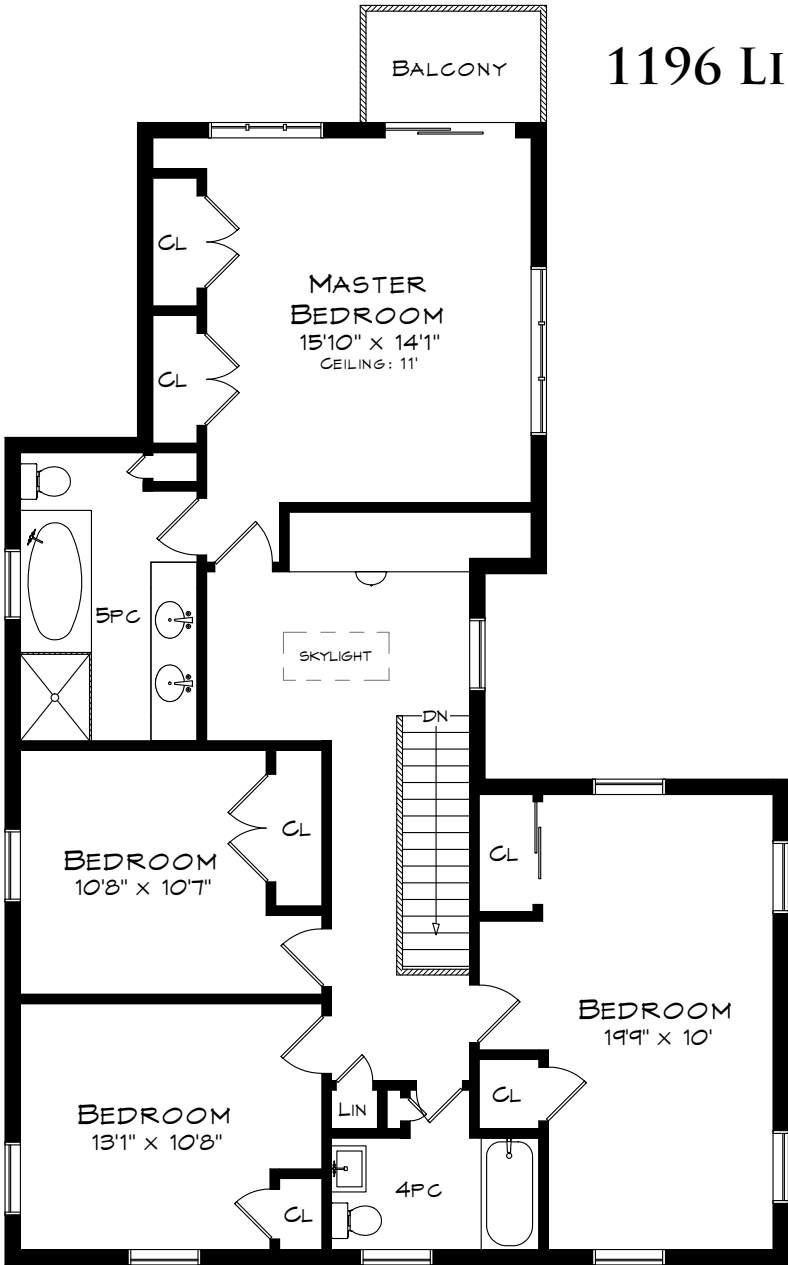 1196 LI
BALCONY
CL
MASTER
BEDROOM
15'10" x 14'1"
CEILING: 11'
CL
5PC
SKYLIGHT
DN
CL
BEDROOM
10'8" x 10'7"
CL
BEDROOM
19'9" x 10'
CL
LIN
BEDROOM
13'1" x 10'8"
4PC
CL